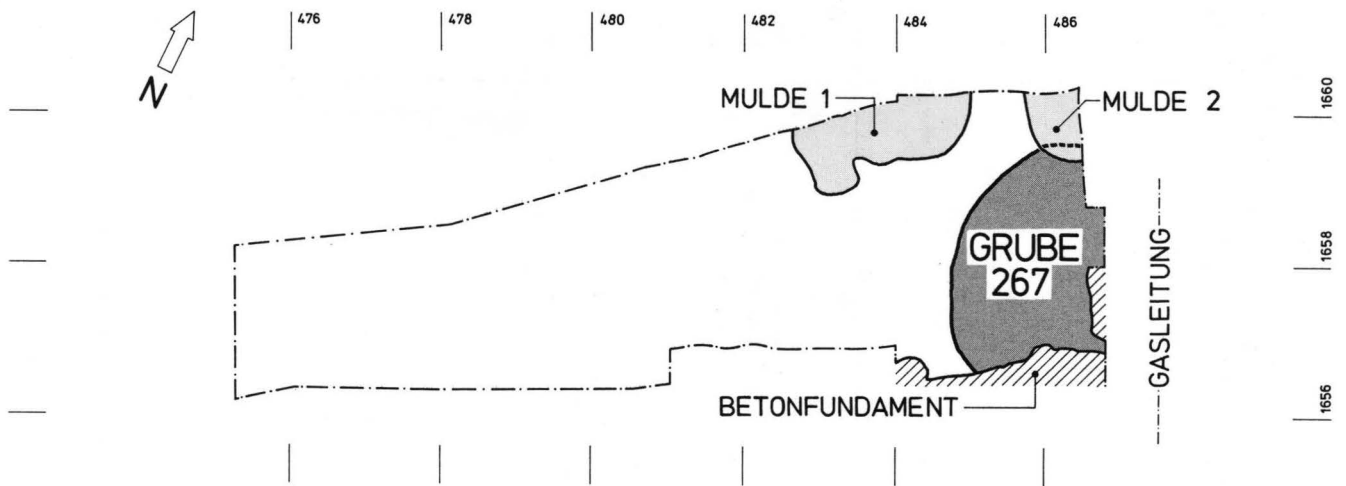 476
478
480
482
484
486
N
MULDE 1
MULDE 2
1660
GRUBE
267
1658
GASLEITUNG
BETONFUNDAMENT
1656